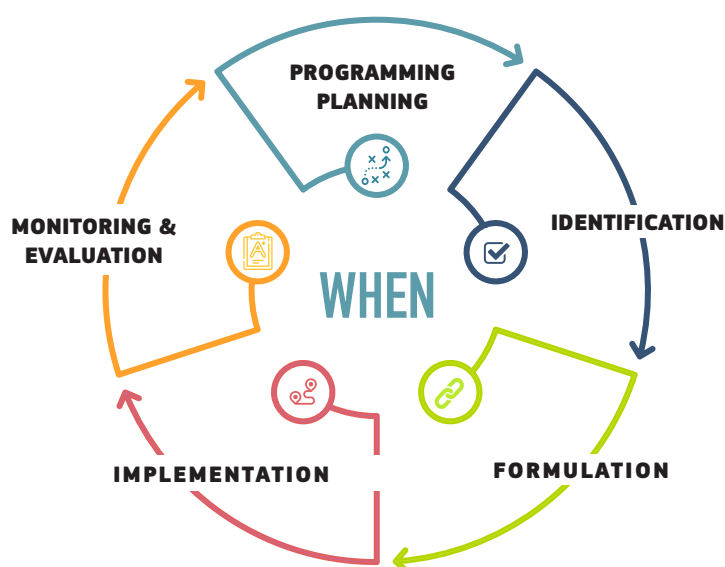 PROGRAMMING
PLANNING
IDENTIFICATION
MONITORING &
EVALUATION
WHEN
FORMULATION
IMPLEMENTATION